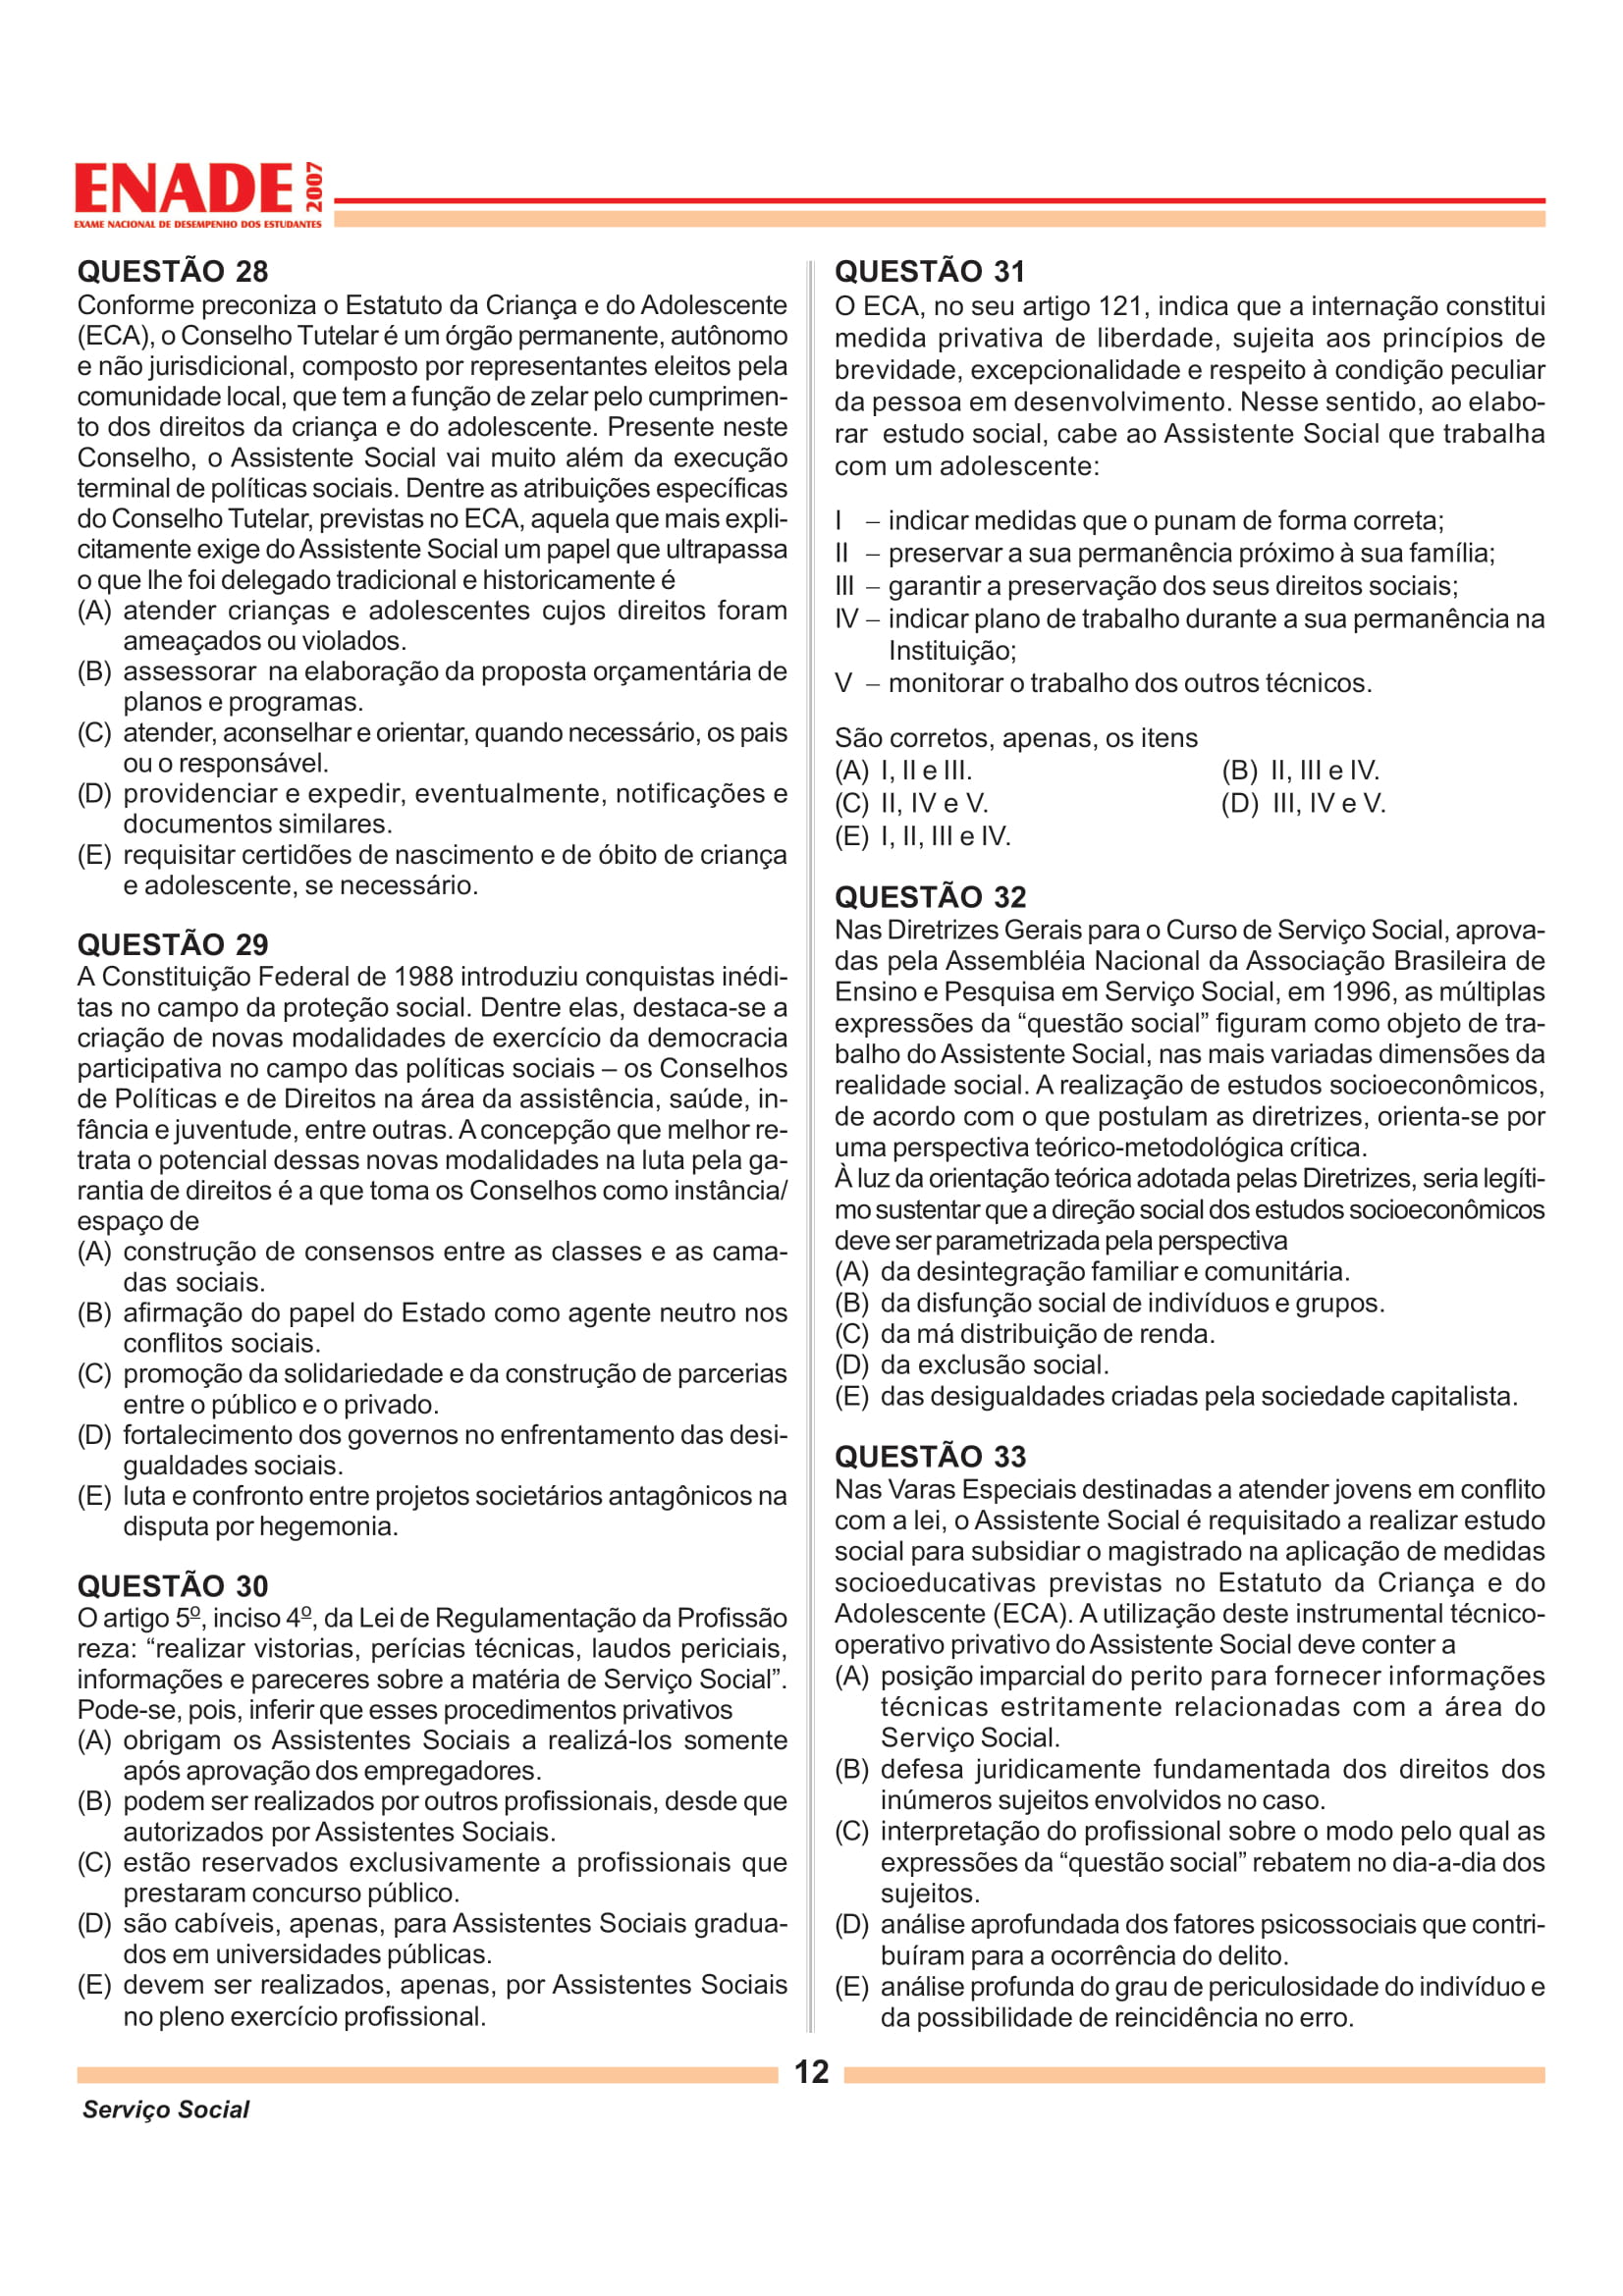 ENADE 2007
EXAME NACIONAL DE DESEMPENHO DOS ESTUDANTES
QUESTÃO 28
Conforme preconiza o Estatuto da Criança e do Adolescente
(ECA), o Conselho Tutelar é um órgão permanente, autônomo
e não jurisdicional, composto por representantes eleitos pela
comunidade local, que tem a função de zelar pelo cumprimen-
to dos direitos da criança e do adolescente. Presente neste
Conselho, o Assistente Social vai muito além da execução
terminal de políticas sociais. Dentre as atribuições específicas
do Conselho Tutelar, previstas no ECA, aquela que mais expli-
citamente exige do Assistente Social um papel que ultrapassa
o que lhe foi delegado tradicional e historicamente é
(A) atender crianças e adolescentes cujos direitos foram
ameaçados ou violados.
(B) assessorar na elaboração da proposta orçamentária de
planos e programas.
(C) atender, aconselhar e orientar, quando necessário, os pais
ou o responsável.
(D) providenciar e expedir, eventualmente, notificações e
documentos similares.
(E) requisitar certidões de nascimento e de óbito de criança
e adolescente, se necessário.
QUESTÃO 29
A Constituição Federal de 1988 introduziu conquistas inédi-
tas no campo da proteção social. Dentre elas, destaca-se a
criação de novas modalidades de exercício da democracia
participativa no campo das políticas sociais – os Conselhos
de Políticas e de Direitos na área da assistência, saúde, in-
fância e juventude, entre outras. A concepção que melhor re-
trata o potencial dessas novas modalidades na luta pela ga-
rantia de direitos é a que toma os Conselhos como instância/
espaço de
(A) construção de consensos entre as classes e as cama-
das sociais.
(B) afirmação do papel do Estado como agente neutro nos
conflitos sociais.
(C) promoção da solidariedade e da construção de parcerias
entre o público e o privado.
(D) fortalecimento dos governos no enfrentamento das desi-
gualdades sociais.
(E) luta e confronto entre projetos societários antagônicos na
disputa por hegemonia.
QUESTÃO 30
O artigo 5º, inciso 4º, da Lei de Regulamentação da Profissão
reza: “realizar vistorias, perícias técnicas, laudos periciais,
informações e pareceres sobre a matéria de Serviço Social”.
Pode-se, pois, inferir que esses procedimentos privativos
(A) obrigam os Assistentes Sociais a realizá-los somente
após aprovação dos empregadores.
(B) podem ser realizados por outros profissionais, desde que
autorizados por Assistentes Sociais.
(C) estão reservados exclusivamente a profissionais que
prestaram concurso público.
(D) são cabíveis, apenas, para Assistentes Sociais gradua-
dos em universidades públicas.
(E) devem ser realizados, apenas, por Assistentes Sociais
no pleno exercício profissional.
QUESTÃO 31
O ECA, no seu artigo 121, indica que a internação constitui
medida privativa de liberdade, sujeita aos princípios de
brevidade, excepcionalidade e respeito à condição peculiar
da pessoa em desenvolvimento. Nesse sentido, ao elabo-
rar estudo social, cabe ao Assistente Social que trabalha
com um adolescente:
I – indicar medidas que o punam de forma correta;
II – preservar a sua permanência próximo à sua família;
III – garantir a preservação dos seus direitos sociais;
IV – indicar plano de trabalho durante a sua permanência na
Instituição;
V – monitorar o trabalho dos outros técnicos.
São corretos, apenas, os itens
(A) I, II e III. (B) II, III e IV.
(C) II, IV e V. (D) III, IV e V.
(E) I, II, III e IV.
QUESTÃO 32
Nas Diretrizes Gerais para o Curso de Serviço Social, aprova-
das pela Assembléia Nacional da Associação Brasileira de
Ensino e Pesquisa em Serviço Social, em 1996, as múltiplas
expressões da “questão social” figuram como objeto de tra-
balho do Assistente Social, nas mais variadas dimensões da
realidade social. A realização de estudos socioeconômicos,
de acordo com o que postulam as diretrizes, orienta-se por
uma perspectiva teórico-metodológica crítica.
À luz da orientação teórica adotada pelas Diretrizes, seria legíti-
mo sustentar que a direção social dos estudos socioeconômicos
deve ser parametrizada pela perspectiva
(A) da desintegração familiar e comunitária.
(B) da disfunção social de indivíduos e grupos.
(C) da má distribuição de renda.
(D) da exclusão social.
(E) das desigualdades criadas pela sociedade capitalista.
QUESTÃO 33
Nas Varas Especiais destinadas a atender jovens em conflito
com a lei, o Assistente Social é requisitado a realizar estudo
social para subsidiar o magistrado na aplicação de medidas
socioeducativas previstas no Estatuto da Criança e do
Adolescente (ECA). A utilização deste instrumental técnico-
operativo privativo do Assistente Social deve conter a
(A) posição imparcial do perito para fornecer informações
técnicas estritamente relacionadas com a área do
Serviço Social.
(B) defesa juridicamente fundamentada dos direitos dos
inúmeros sujeitos envolvidos no caso.
(C) interpretação do profissional sobre o modo pelo qual as
expressões da “questão social” rebatem no dia-a-dia dos
sujeitos.
(D) análise aprofundada dos fatores psicossociais que contri-
buíram para a ocorrência do delito.
(E) análise profunda do grau de periculosidade do indivíduo e
da possibilidade de reincidência no erro.
12
Serviço Social